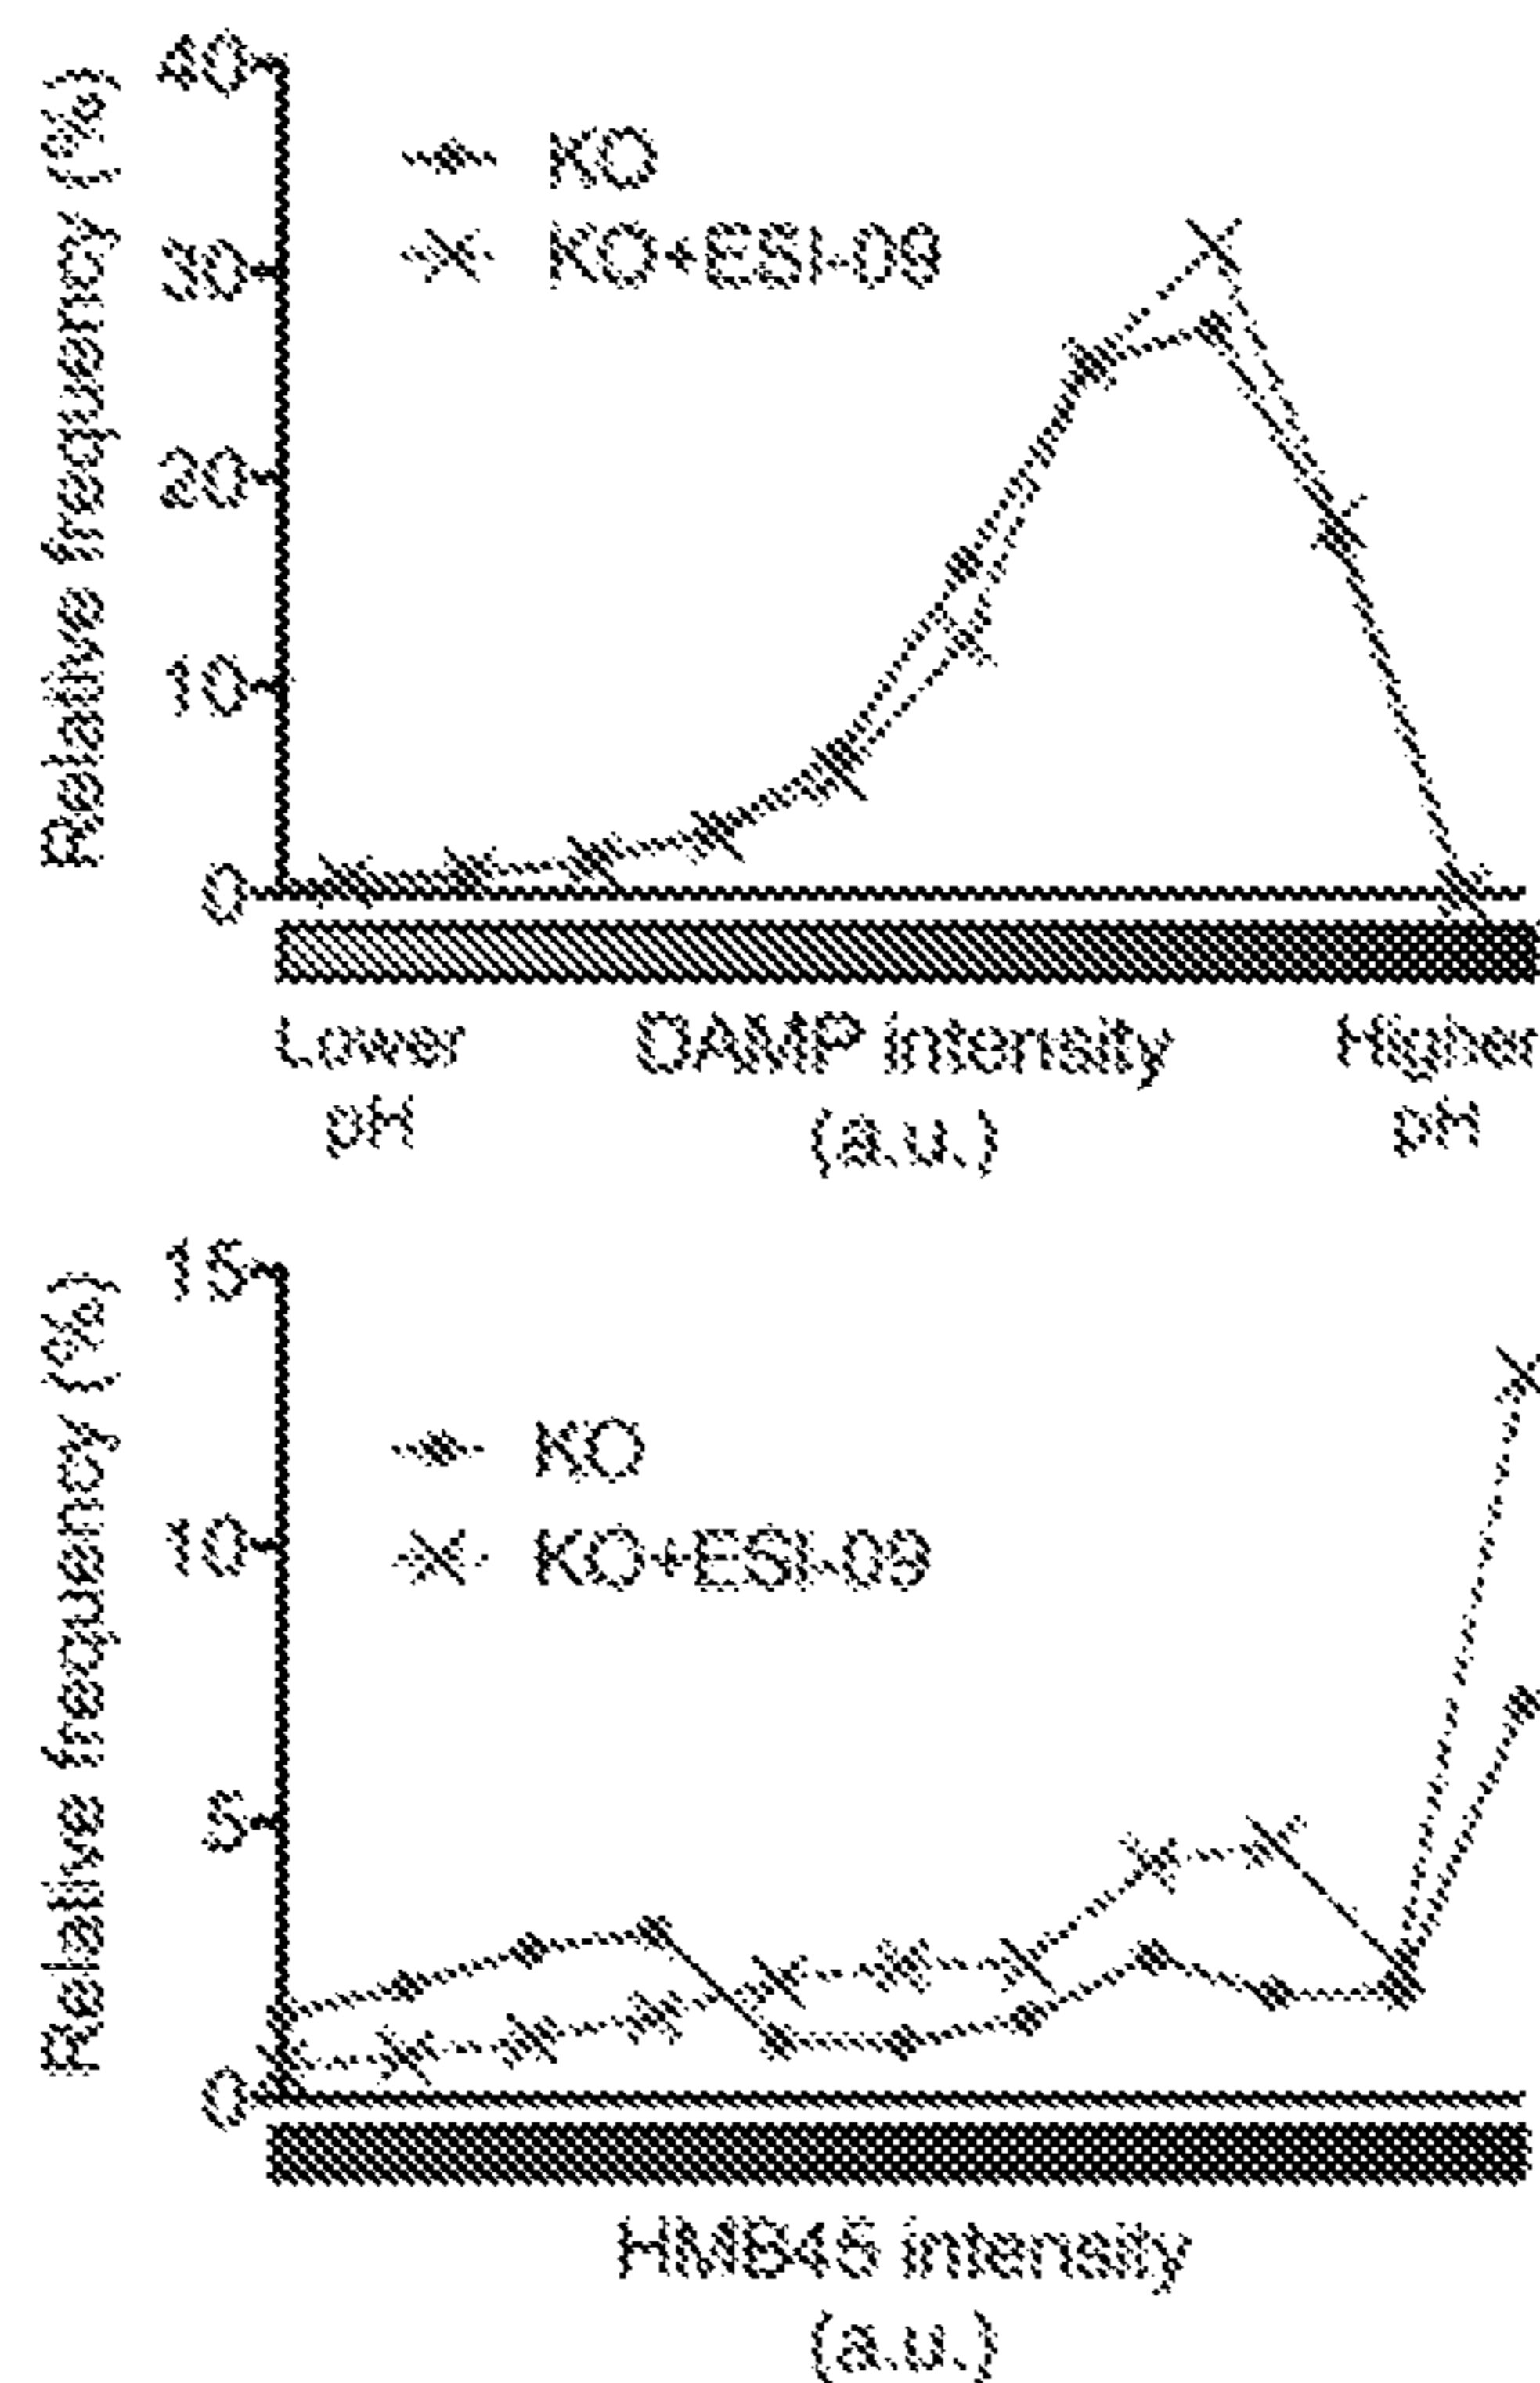 Relative frequency (%)
40
30
20
10
0
KO
KO+ESI-09
Lower
pH
DAMP intensity
(a.u.)
Higher
pH
Relative frequency (%)
15
10
5
0
KO
KO+ESI-09
HMB45 intensity
(a.u.)